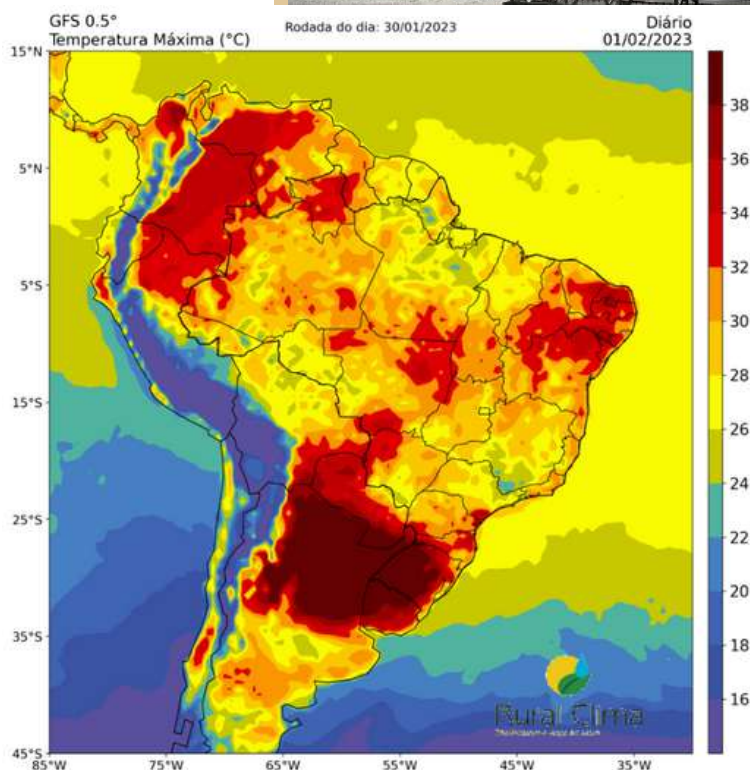 GFS 0.5°
Temperatura Máxima (°C)
Rodada do dia: 30/01/2023
Diário
01/02/2023
15°N
5°N
5°S
15°S
25°S
35°S
45°S
85°W
75°W
65°W
55°W
45°W
35°W
38
36
34
32
30
28
26
24
22
20
18
16
Rural Clima